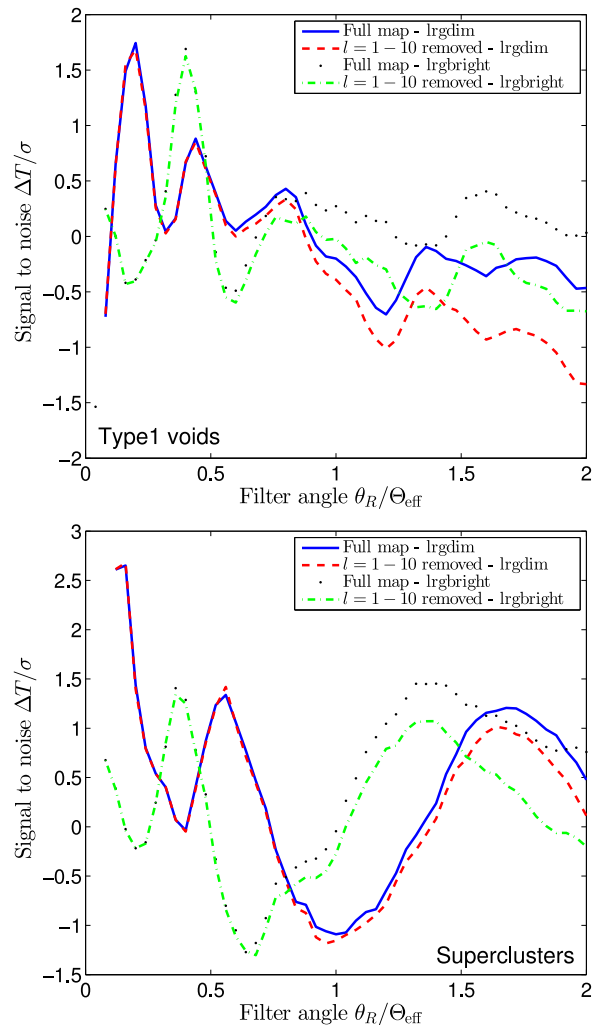 2
1.5
1
0.5
0
−0.5
−1
−1.5
−2
Signal to noise ΔT/σ
Full map - lrgdim
l = 1 − 10 removed - lrgdim
Full map - lrgbright
l = 1 − 10 removed - lrgbright
Type1 voids
0 0.5 1 1.5 2
Filter angle θ_R/Θ_eff
3
2.5
2
1.5
1
0.5
0
−0.5
−1
−1.5
Signal to noise ΔT/σ
Full map - lrgdim
l = 1 − 10 removed - lrgdim
Full map - lrgbright
l = 1 − 10 removed - lrgbright
Superclusters
0 0.5 1 1.5 2
Filter angle θ_R/Θ_eff